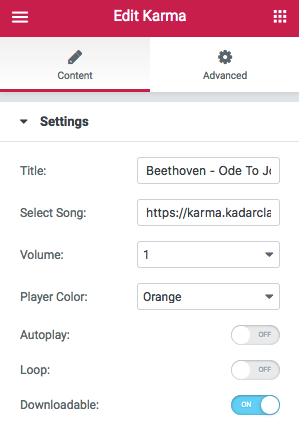 Edit Karma
Content Advanced
Settings
Title: Beethoven - Ode To Jo
Select Song: https://karma.kadarcla
Volume: 1
Player Color: Orange
Autoplay: OFF
Loop: OFF
Downloadable: ON